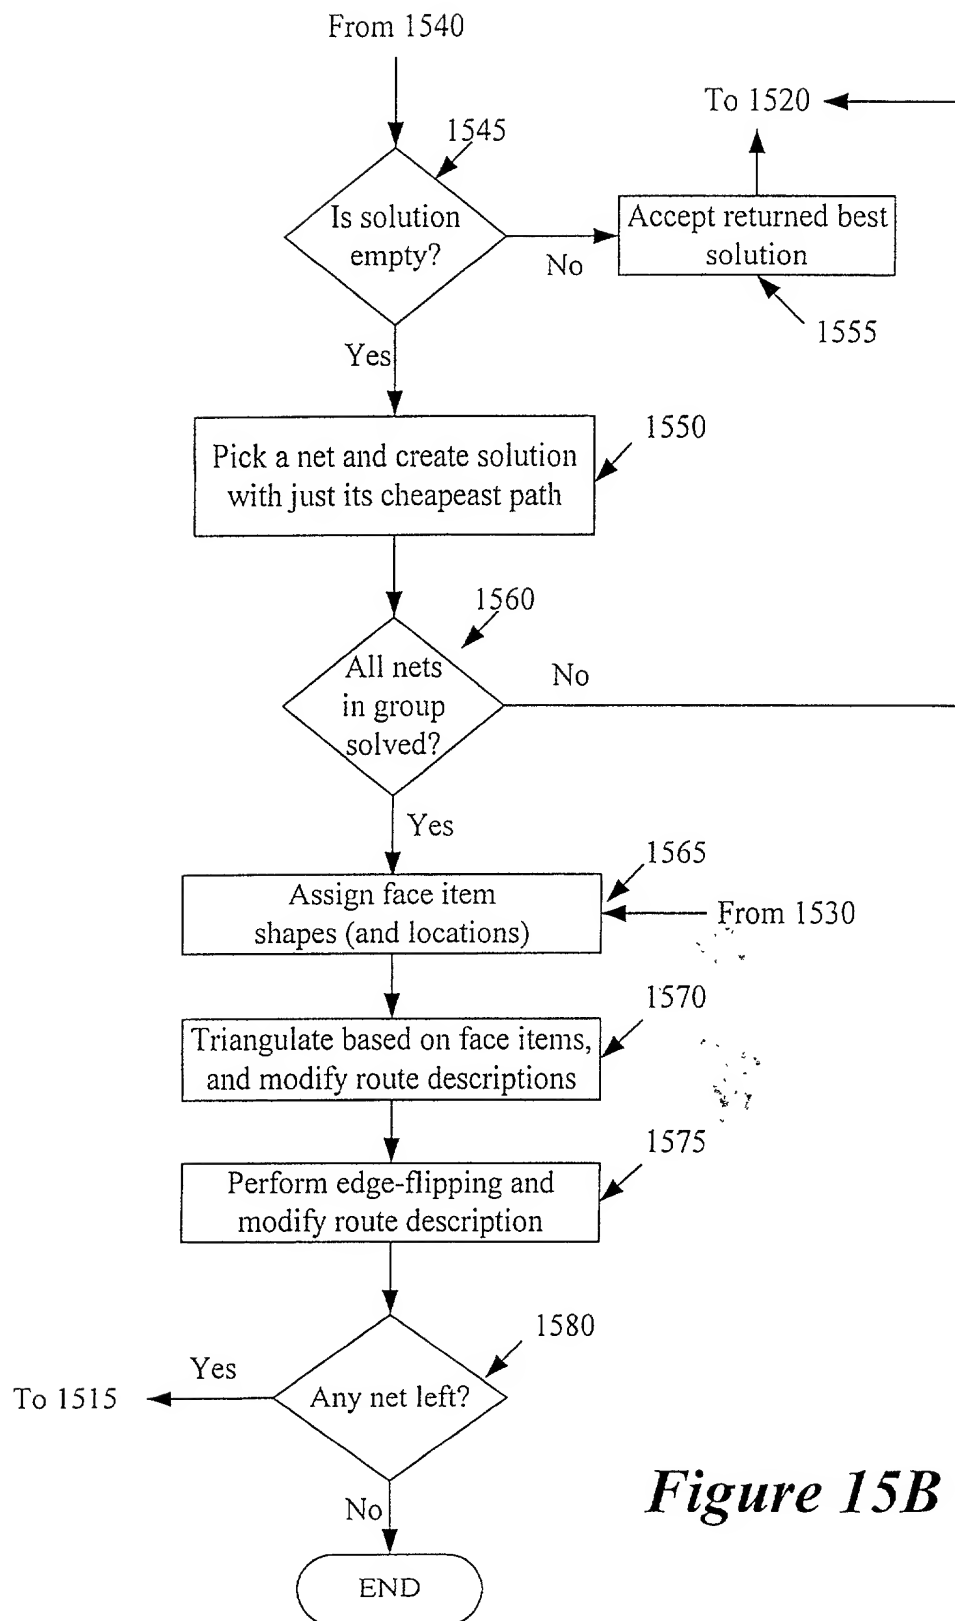 From 1540
To 1520
1545
Is solution
empty?
No
Accept returned best
solution
1555
Yes
1550
Pick a net and create solution
with just its cheapeast path
1560
All nets
in group
solved?
No
Yes
1565
Assign face item
shapes (and locations)
From 1530
1570
Triangulate based on face items,
and modify route descriptions
1575
Perform edge-flipping and
modify route description
1580
Yes
Any net left?
To 1515
No
END
Figure 15B